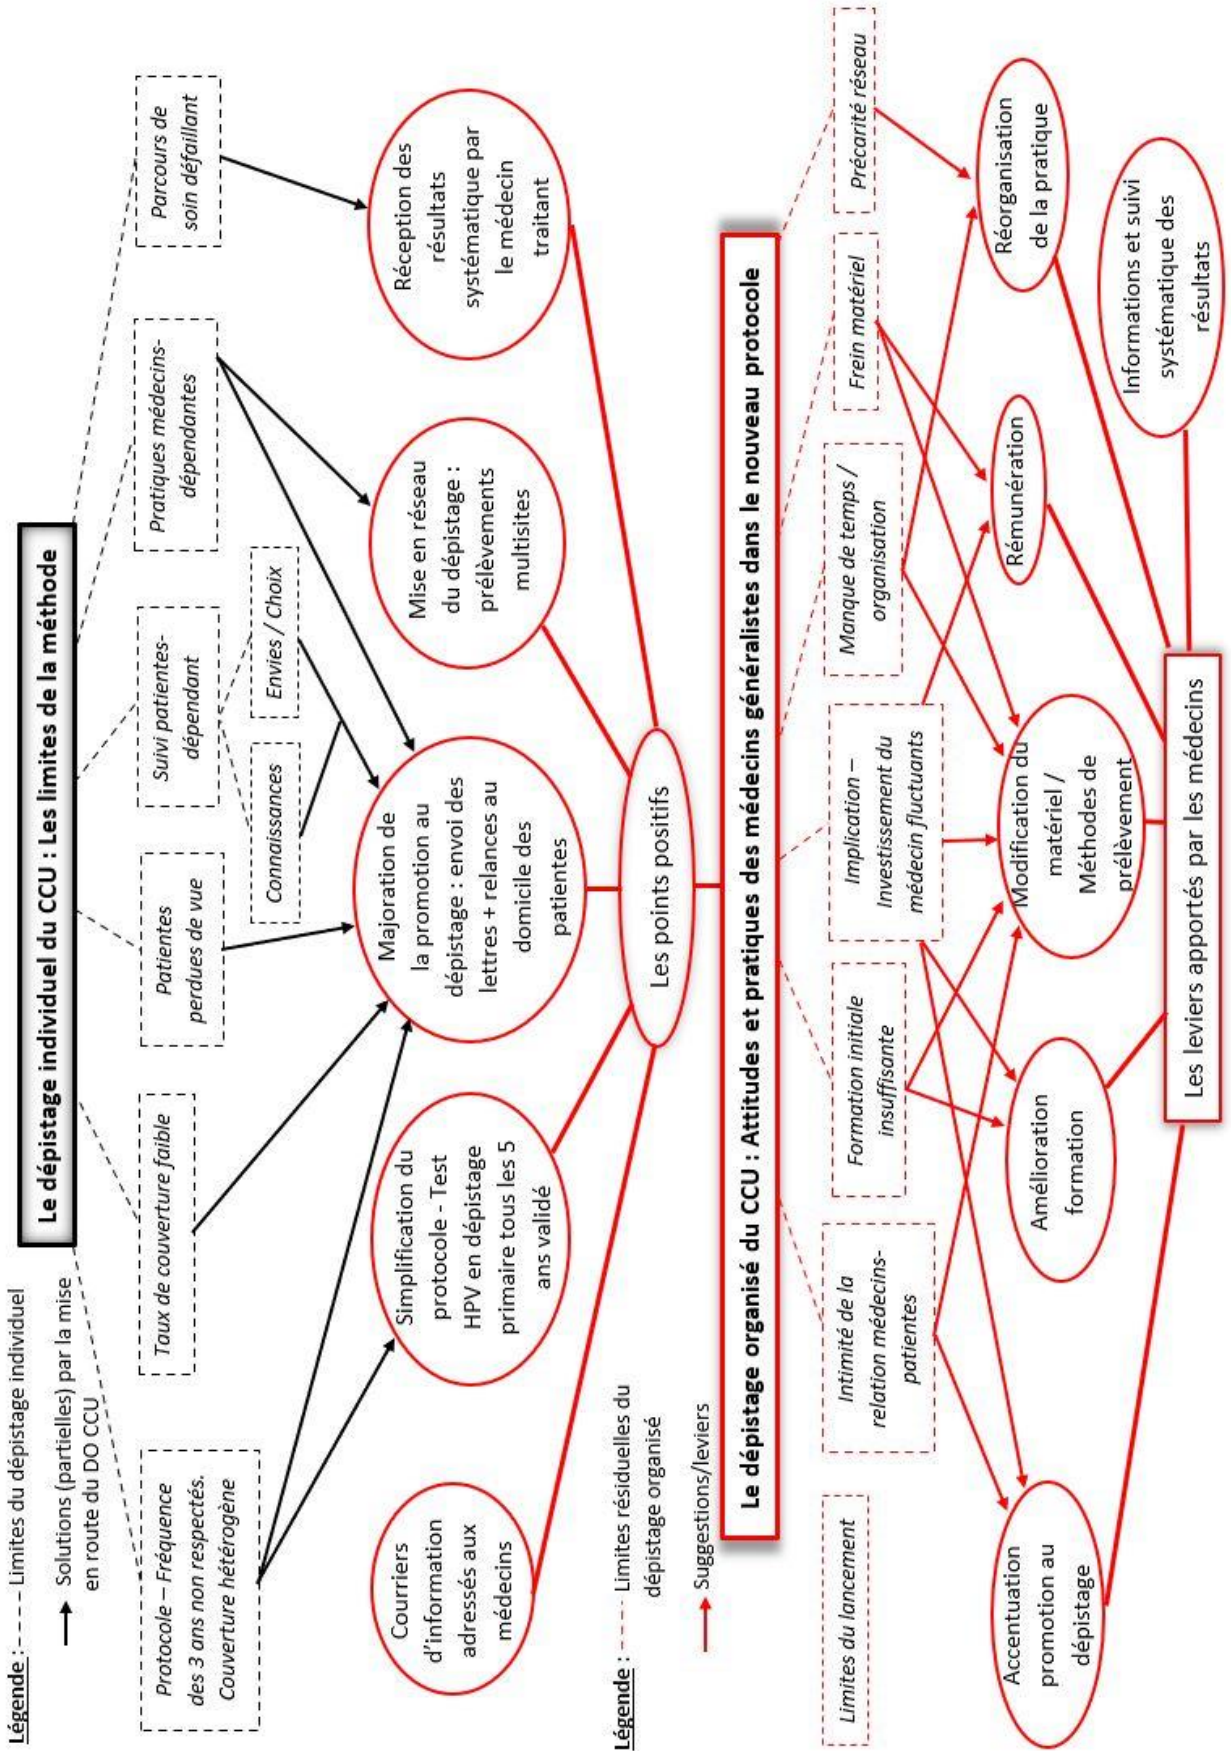 Légende : ---- Limites du dépistage individuel
Solutions (partielles) par la mise
en route du DO CCU
Le dépistage individuel du CCU : Les limites de la méthode
Protocole – Fréquence
des 3 ans non respectés.
Couverture hétérogène
Taux de couverture faible
Patientes
perdues de vue
Suivi patientes-
dépendant
Pratiques médecins-
dépendantes
Parcours de
soin défaillant
Connaissances
Envies / Choix
Courriers
d'information
adressés aux
médecins
Simplification du
protocole - Test
HPV en dépistage
primaire tous les 5
ans validé
Majoration de
la promotion au
dépistage : envoi des
lettres + relances au
domicile des
patientes
Mise en réseau
du dépistage :
prélèvements
multisites
Réception des
résultats
systématique par
le médecin
traitant
Les points positifs
Légende : ---- Limites résiduelles du
dépistage organisé
Suggestions/leviers
Le dépistage organisé du CCU : Attitudes et pratiques des médecins généralistes dans le nouveau protocole
Limites du lancement
Intimité de la
relation médecins-
patientes
Formation initiale
insuffisante
Implication –
Investissement du
médecin fluctuants
Manque de temps /
organisation
Frein matériel
Précarité réseau
Accentuation
promotion au
dépistage
Amélioration
formation
Modification du
matériel /
Méthodes de
prélèvement
Rémunération
Réorganisation
de la pratique
Informations et suivi
systématique des
résultats
Les leviers apportés par les médecins